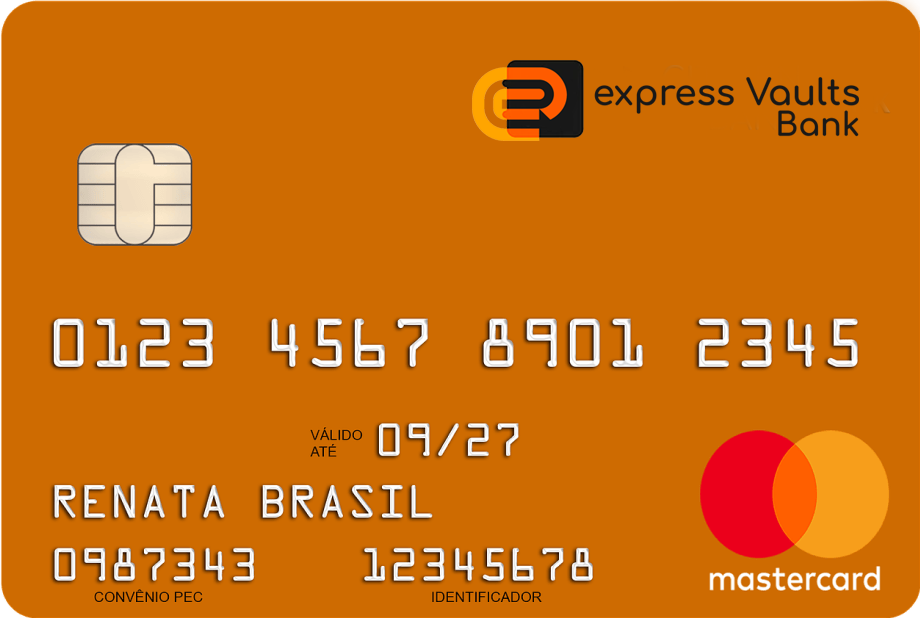 express Vaults
Bank
0123 4567 8901 2345
VÁLIDO
ATÉ
09/27
RENATA BRASIL
0987343 12345678
CONVÊNIO PEC IDENTIFICADOR
mastercard